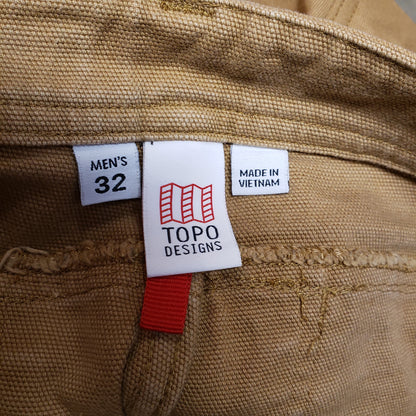 MEN'S
32
TOPO
DESIGNS
MADE IN
VIETNAM